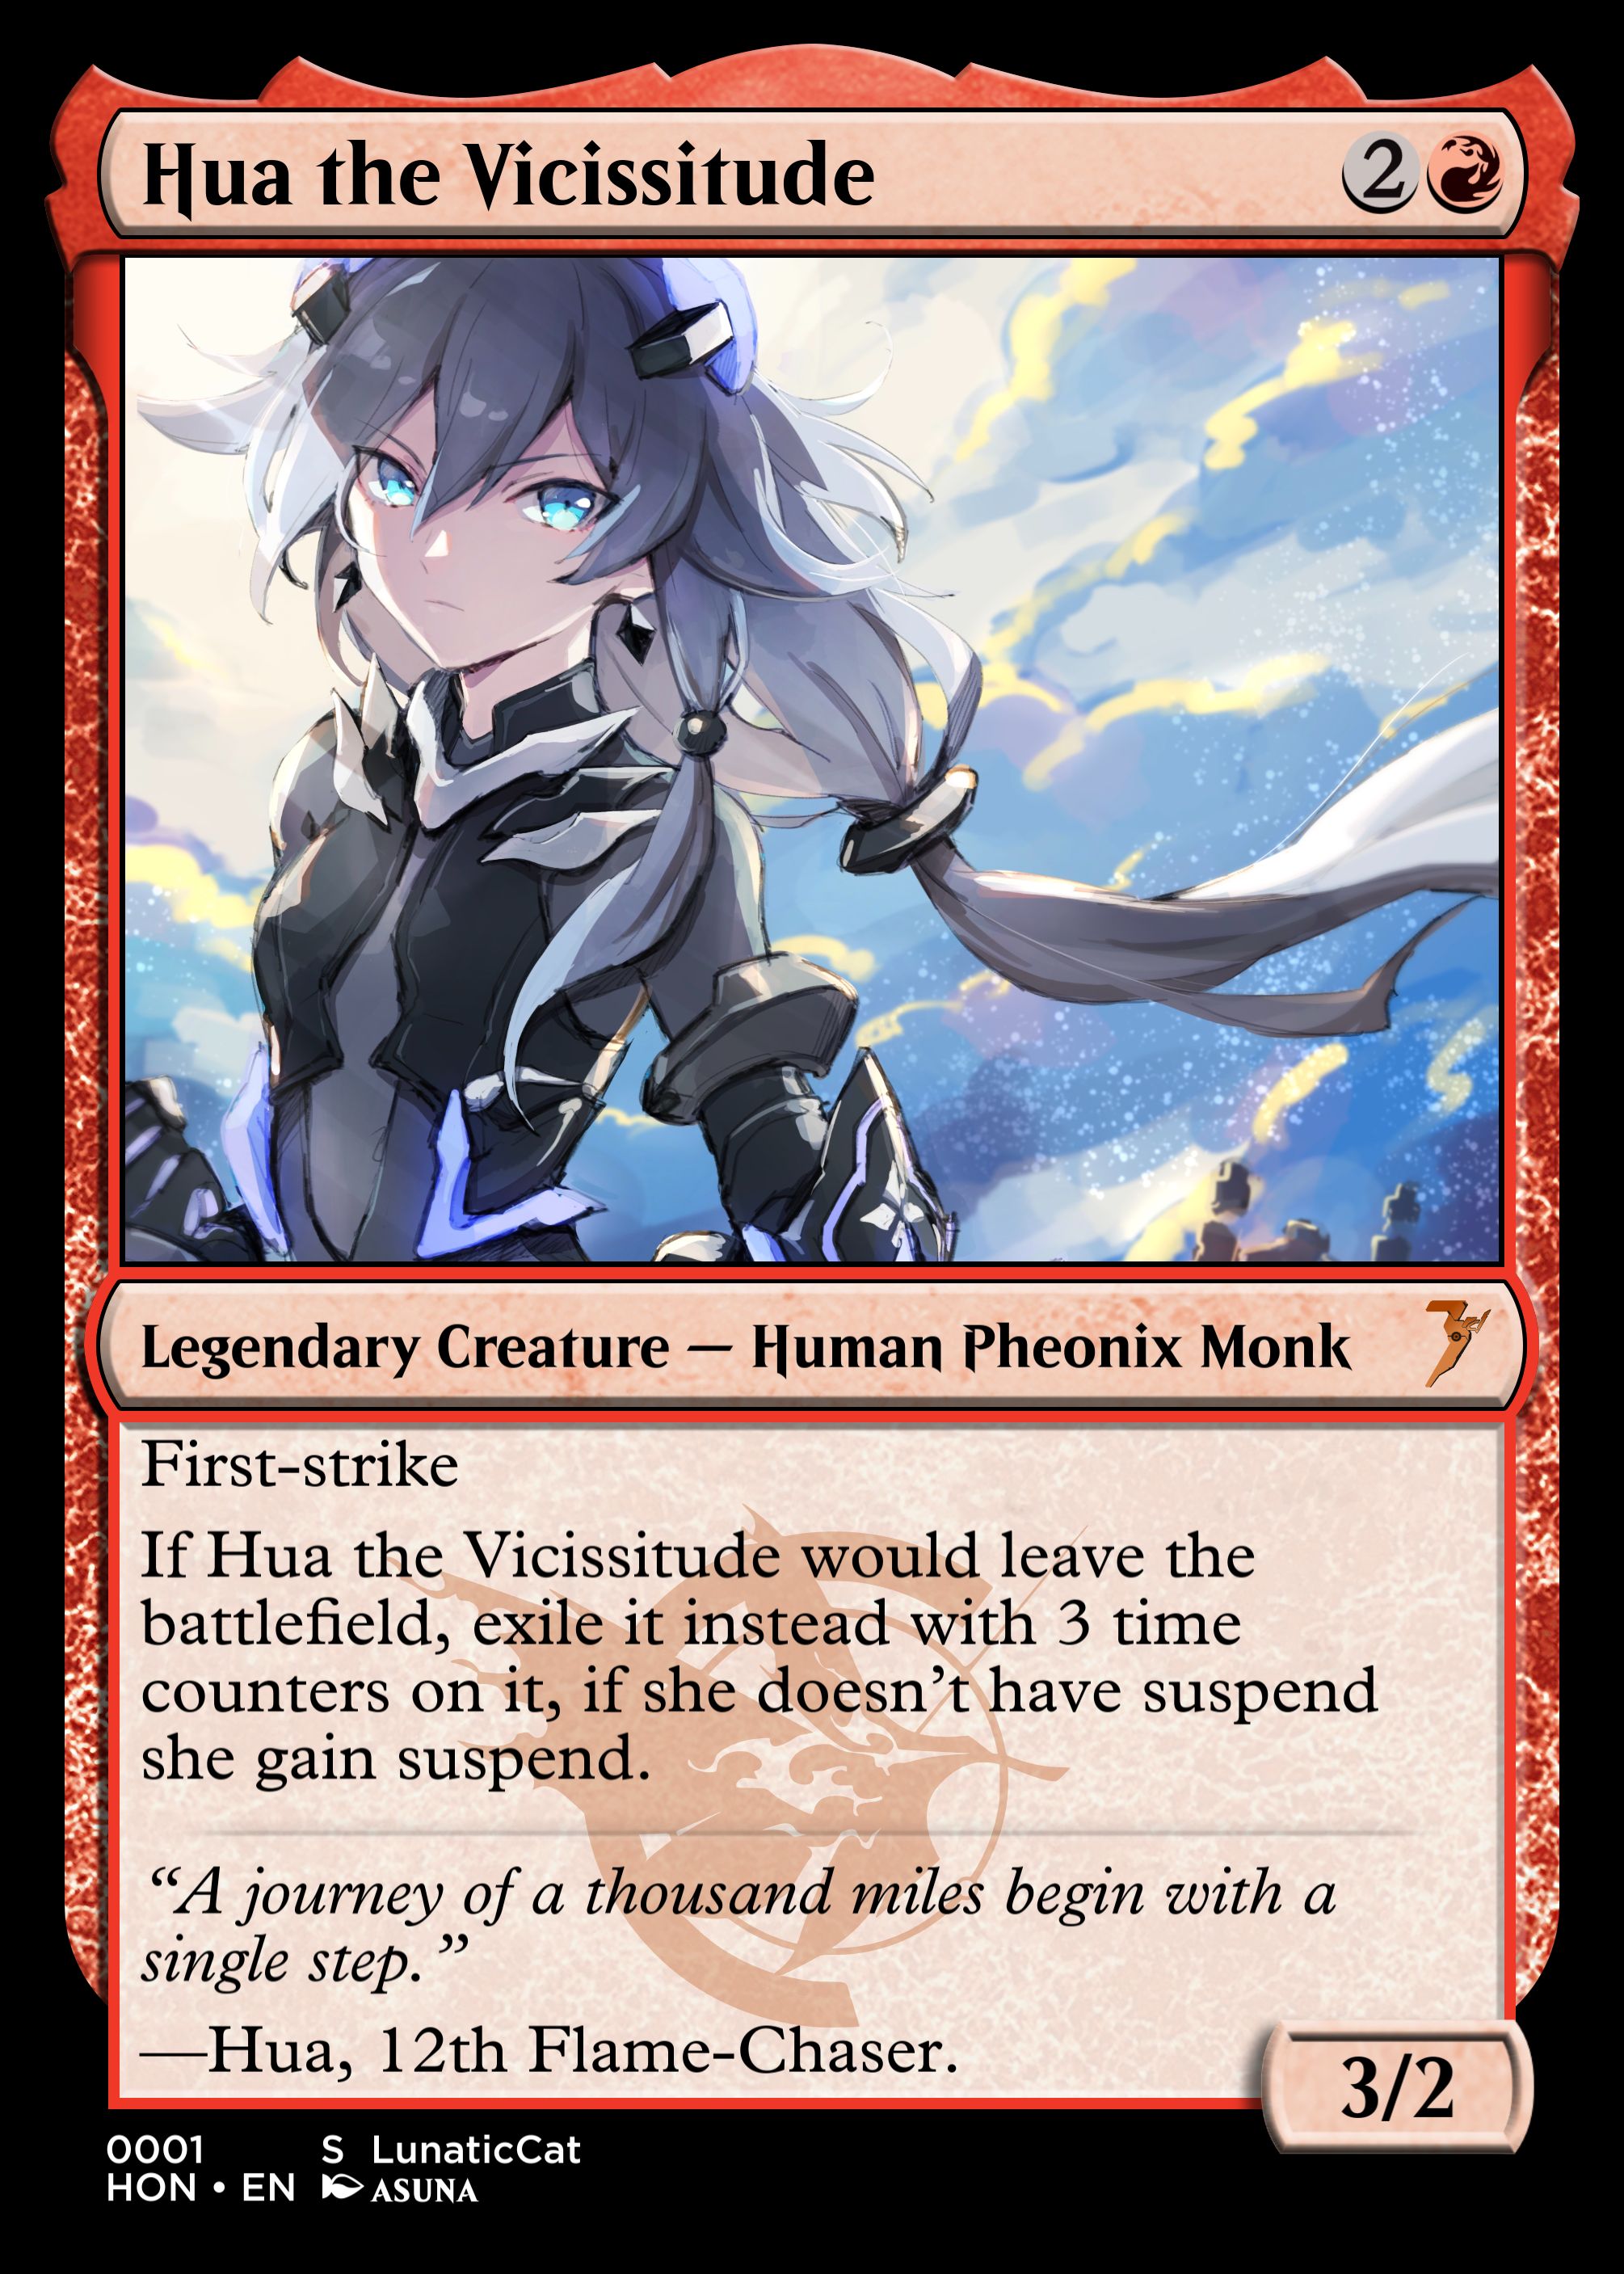 Hua the Vicissitude 2
Legendary Creature — Human Pheonix Monk
First-strike
If Hua the Vicissitude would leave the
battlefield, exile it instead with 3 time
counters on it, if she doesn’t have suspend
she gain suspend.
“A journey of a thousand miles begin with a
single step.”
—Hua, 12th Flame-Chaser.
3/2
0001 S LunaticCat
HON • EN ASUNA